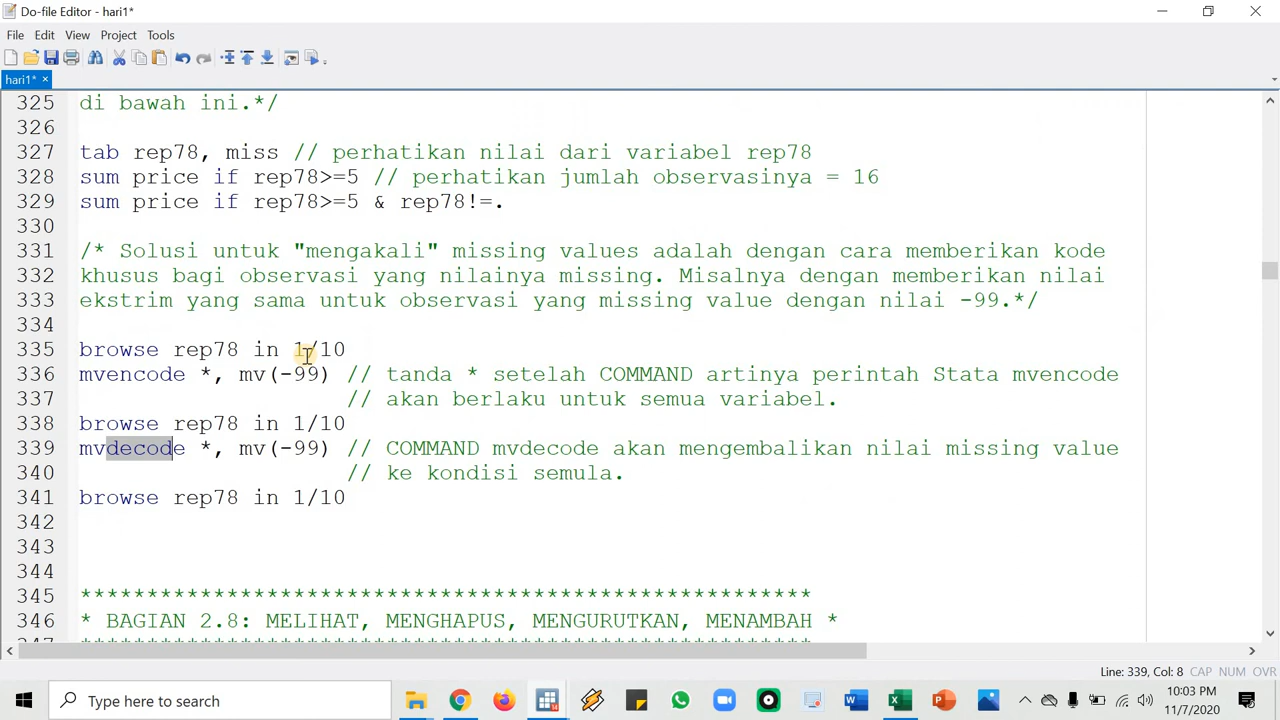 Do-file Editor - hari1*
File Edit View Project Tools
hari1* ×
325 di bawah ini.*/
326
327 tab rep78, miss // perhatikan nilai dari variabel rep78
328 sum price if rep78>=5 // perhatikan jumlah observasinya = 16
329 sum price if rep78>=5 & rep78!=.
330
331 /* Solusi untuk "mengakali" missing values adalah dengan cara memberikan kode
332 khusus bagi observasi yang nilainya missing. Misalnya dengan memberikan nilai
333 ekstrim yang sama untuk observasi yang missing value dengan nilai -99.*/
334
335 browse rep78 in 1/10
336 mvencode *, mv(-99) // tanda * setelah COMMAND artinya perintah Stata mvencode
337 // akan berlaku untuk semua variabel.
338 browse rep78 in 1/10
339 mvdecode *, mv(-99) // COMMAND mvdecode akan mengembalikan nilai missing value
340 // ke kondisi semula.
341 browse rep78 in 1/10
342
343
344
345 *******************************************************
346 * BAGIAN 2.8: MELIHAT, MENGHAPUS, MENGURUTKAN, MENAMBAH *
Line: 339, Col: 8 CAP NUM OVR
Type here to search
10:03 PM
11/7/2020